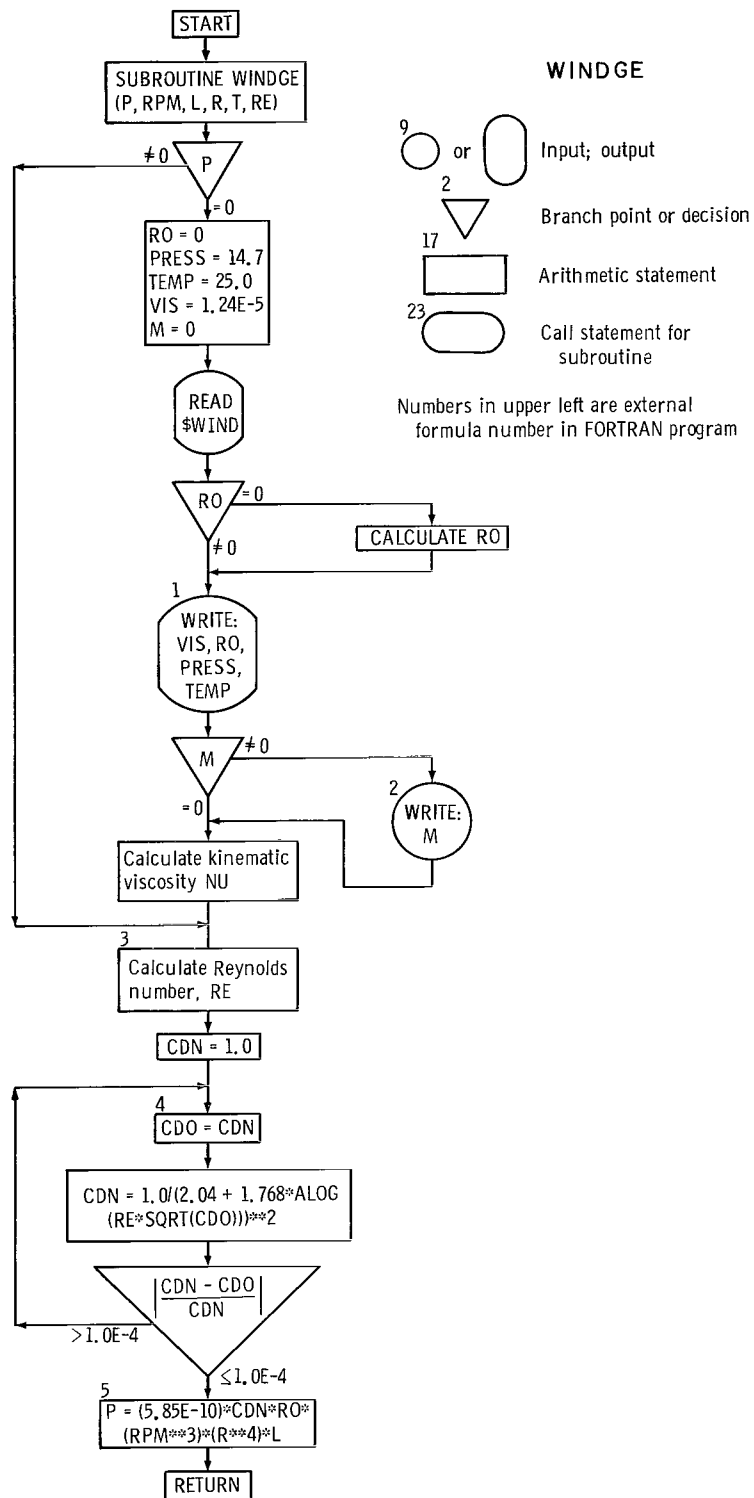 START
SUBROUTINE WINDGE
(P, RPM, L, R, T, RE)
≠0
P
=0
RO = 0
PRESS = 14.7
TEMP = 25.0
VIS = 1.24E-5
M = 0
READ
$WIND
RO
=0
CALCULATE RO
≠0
1
WRITE:
VIS, RO,
PRESS,
TEMP
M
≠0
=0
2
WRITE:
M
Calculate kinematic
viscosity NU
3
Calculate Reynolds
number, RE
CDN = 1.0
4
CDO = CDN
CDN = 1.0/(2.04 + 1.768*ALOG
(RE*SQRT(CDO)))**2
|CDN - CDO
CDN|
>1.0E-4
≤1.0E-4
5
P = (5.85E-10)*CDN*RO*
(RPM**3)*(R**4)*L
RETURN
WINDGE
9
or
Input; output
2
Branch point or decision
17
Arithmetic statement
23
Call statement for
subroutine
Numbers in upper left are external
formula number in FORTRAN program